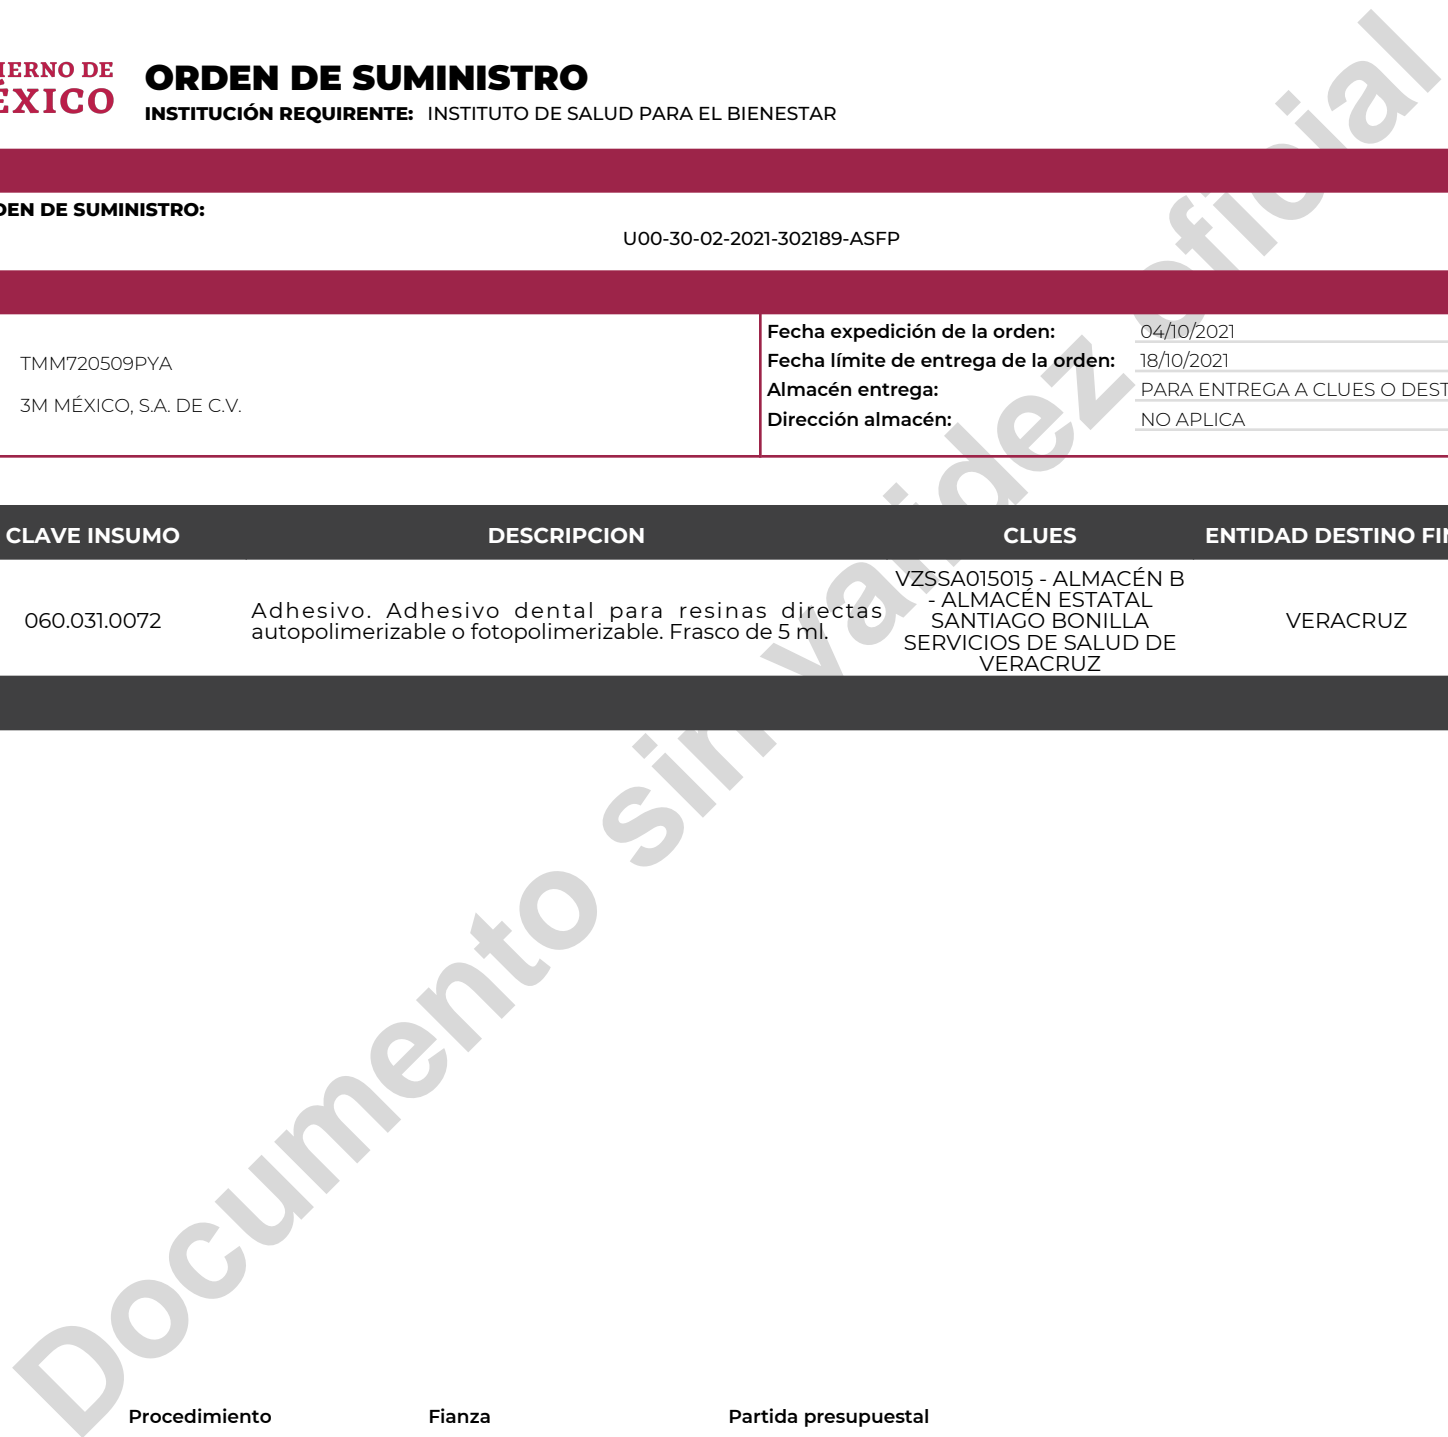 IERNO DE
ÉXICO
ORDEN DE SUMINISTRO
INSTITUCIÓN REQUIRENTE: INSTITUTO DE SALUD PARA EL BIENESTAR
DEN DE SUMINISTRO:
U00-30-02-2021-302189-ASFP
TMM720509PYA
3M MÉXICO, S.A. DE C.V.
Fecha expedición de la orden: 04/10/2021
Fecha límite de entrega de la orden: 18/10/2021
Almacén entrega: PARA ENTREGA A CLUES O DEST
Dirección almacén: NO APLICA
CLAVE INSUMO DESCRIPCION CLUES ENTIDAD DESTINO FIN
060.031.0072
Adhesivo. Adhesivo dental para resinas directas
autopolimerizable o fotopolimerizable. Frasco de 5 ml.
VZSSA015015 - ALMACÉN B
- ALMACÉN ESTATAL
SANTIAGO BONILLA
SERVICIOS DE SALUD DE
VERACRUZ
VERACRUZ
Documento sin validez oficial
Procedimiento Fianza Partida presupuestal